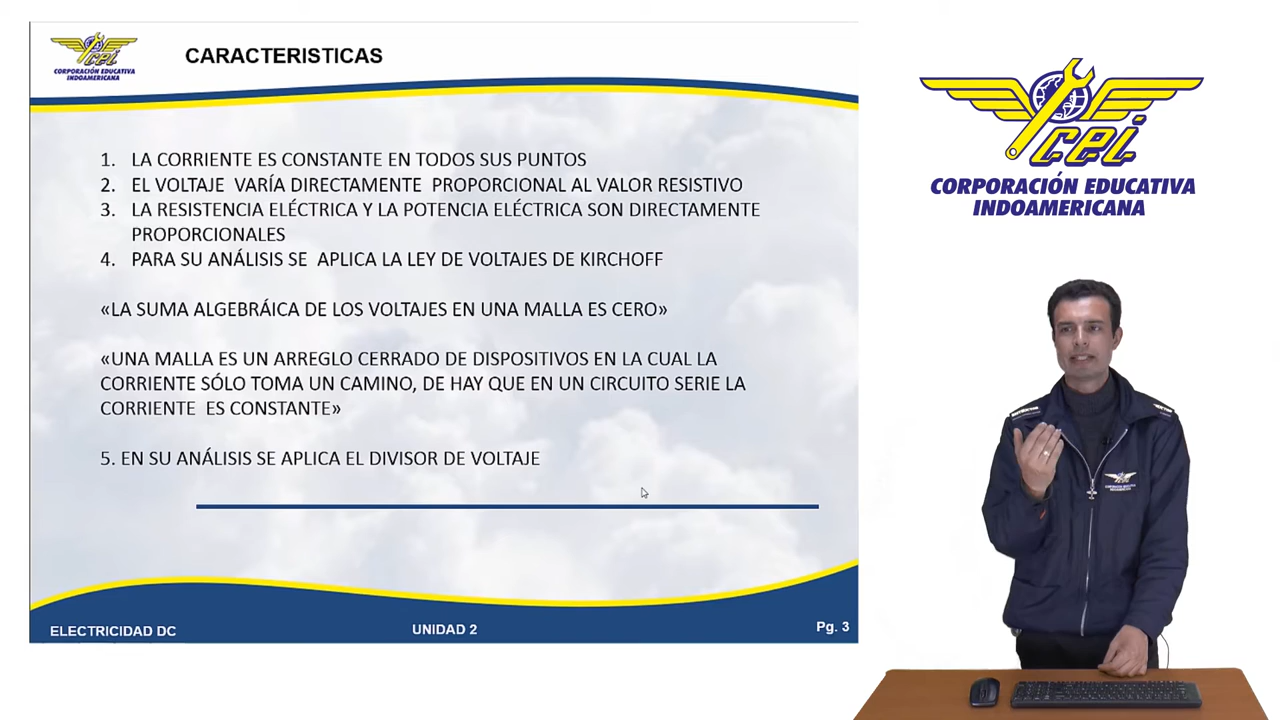 cei
CORPORACIÓN EDUCATIVA
INDOAMERICANA
CARACTERISTICAS
1. LA CORRIENTE ES CONSTANTE EN TODOS SUS PUNTOS
2. EL VOLTAJE VARÍA DIRECTAMENTE PROPORCIONAL AL VALOR RESISTIVO
3. LA RESISTENCIA ELÉCTRICA Y LA POTENCIA ELÉCTRICA SON DIRECTAMENTE
PROPORCIONALES
4. PARA SU ANÁLISIS SE APLICA LA LEY DE VOLTAJES DE KIRCHOFF
«LA SUMA ALGEBRÁICA DE LOS VOLTAJES EN UNA MALLA ES CERO»
«UNA MALLA ES UN ARREGLO CERRADO DE DISPOSITIVOS EN LA CUAL LA
CORRIENTE SÓLO TOMA UN CAMINO, DE HAY QUE EN UN CIRCUITO SERIE LA
CORRIENTE ES CONSTANTE»
5. EN SU ANÁLISIS SE APLICA EL DIVISOR DE VOLTAJE
ELECTRICIDAD DC
UNIDAD 2
Pg. 3
cei
CORPORACIÓN EDUCATIVA
INDOAMERICANA